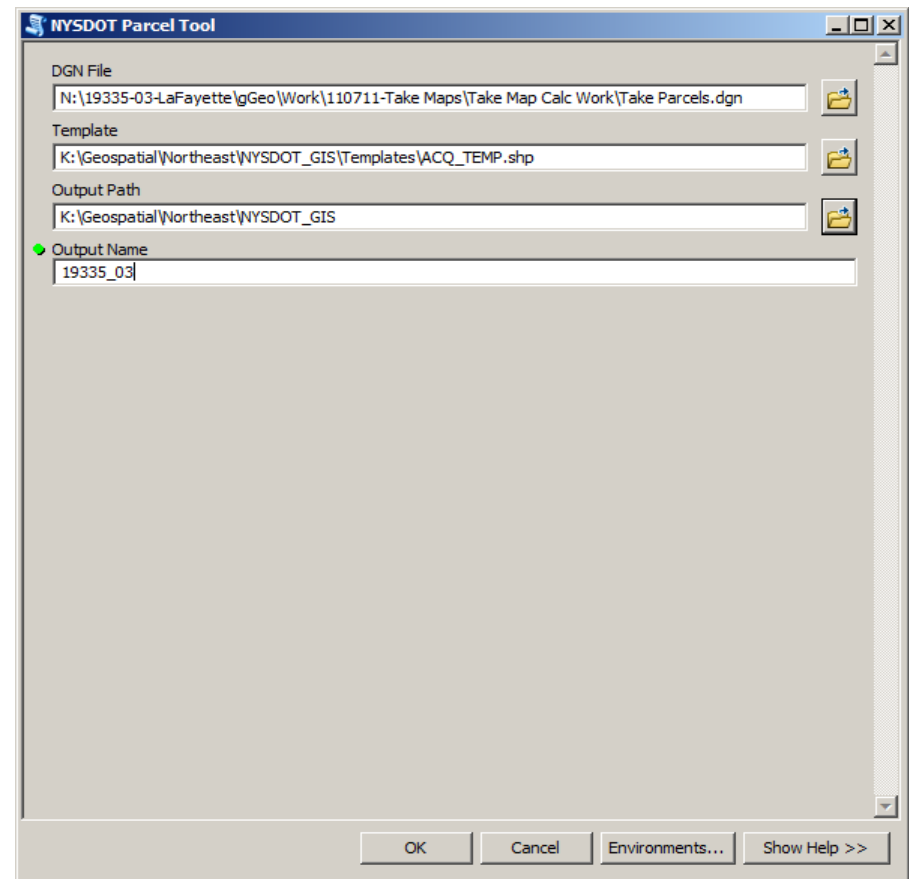 NYSDOT Parcel Tool
DGN File
N:\19335-03-LaFayette\gGeo\Work\110711-Take Maps\Take Map Calc Work\Take Parcels.dgn
Template
K:\Geospatial\Northeast\NYSDOT_GIS\Templates\ACQ_TEMP.shp
Output Path
K:\Geospatial\Northeast\NYSDOT_GIS
Output Name
19335_03
OK Cancel Environments... Show Help >>